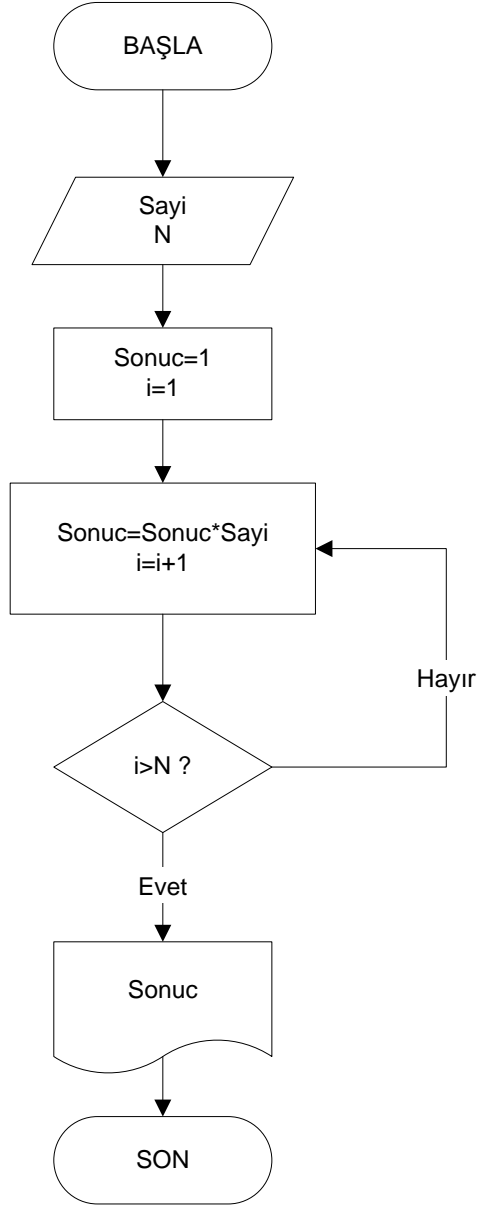 BAŞLA
Sayi
N
Sonuc=1
i=1
Sonuc=Sonuc*Sayi
i=i+1
Hayır
i>N ?
Evet
Sonuc
SON